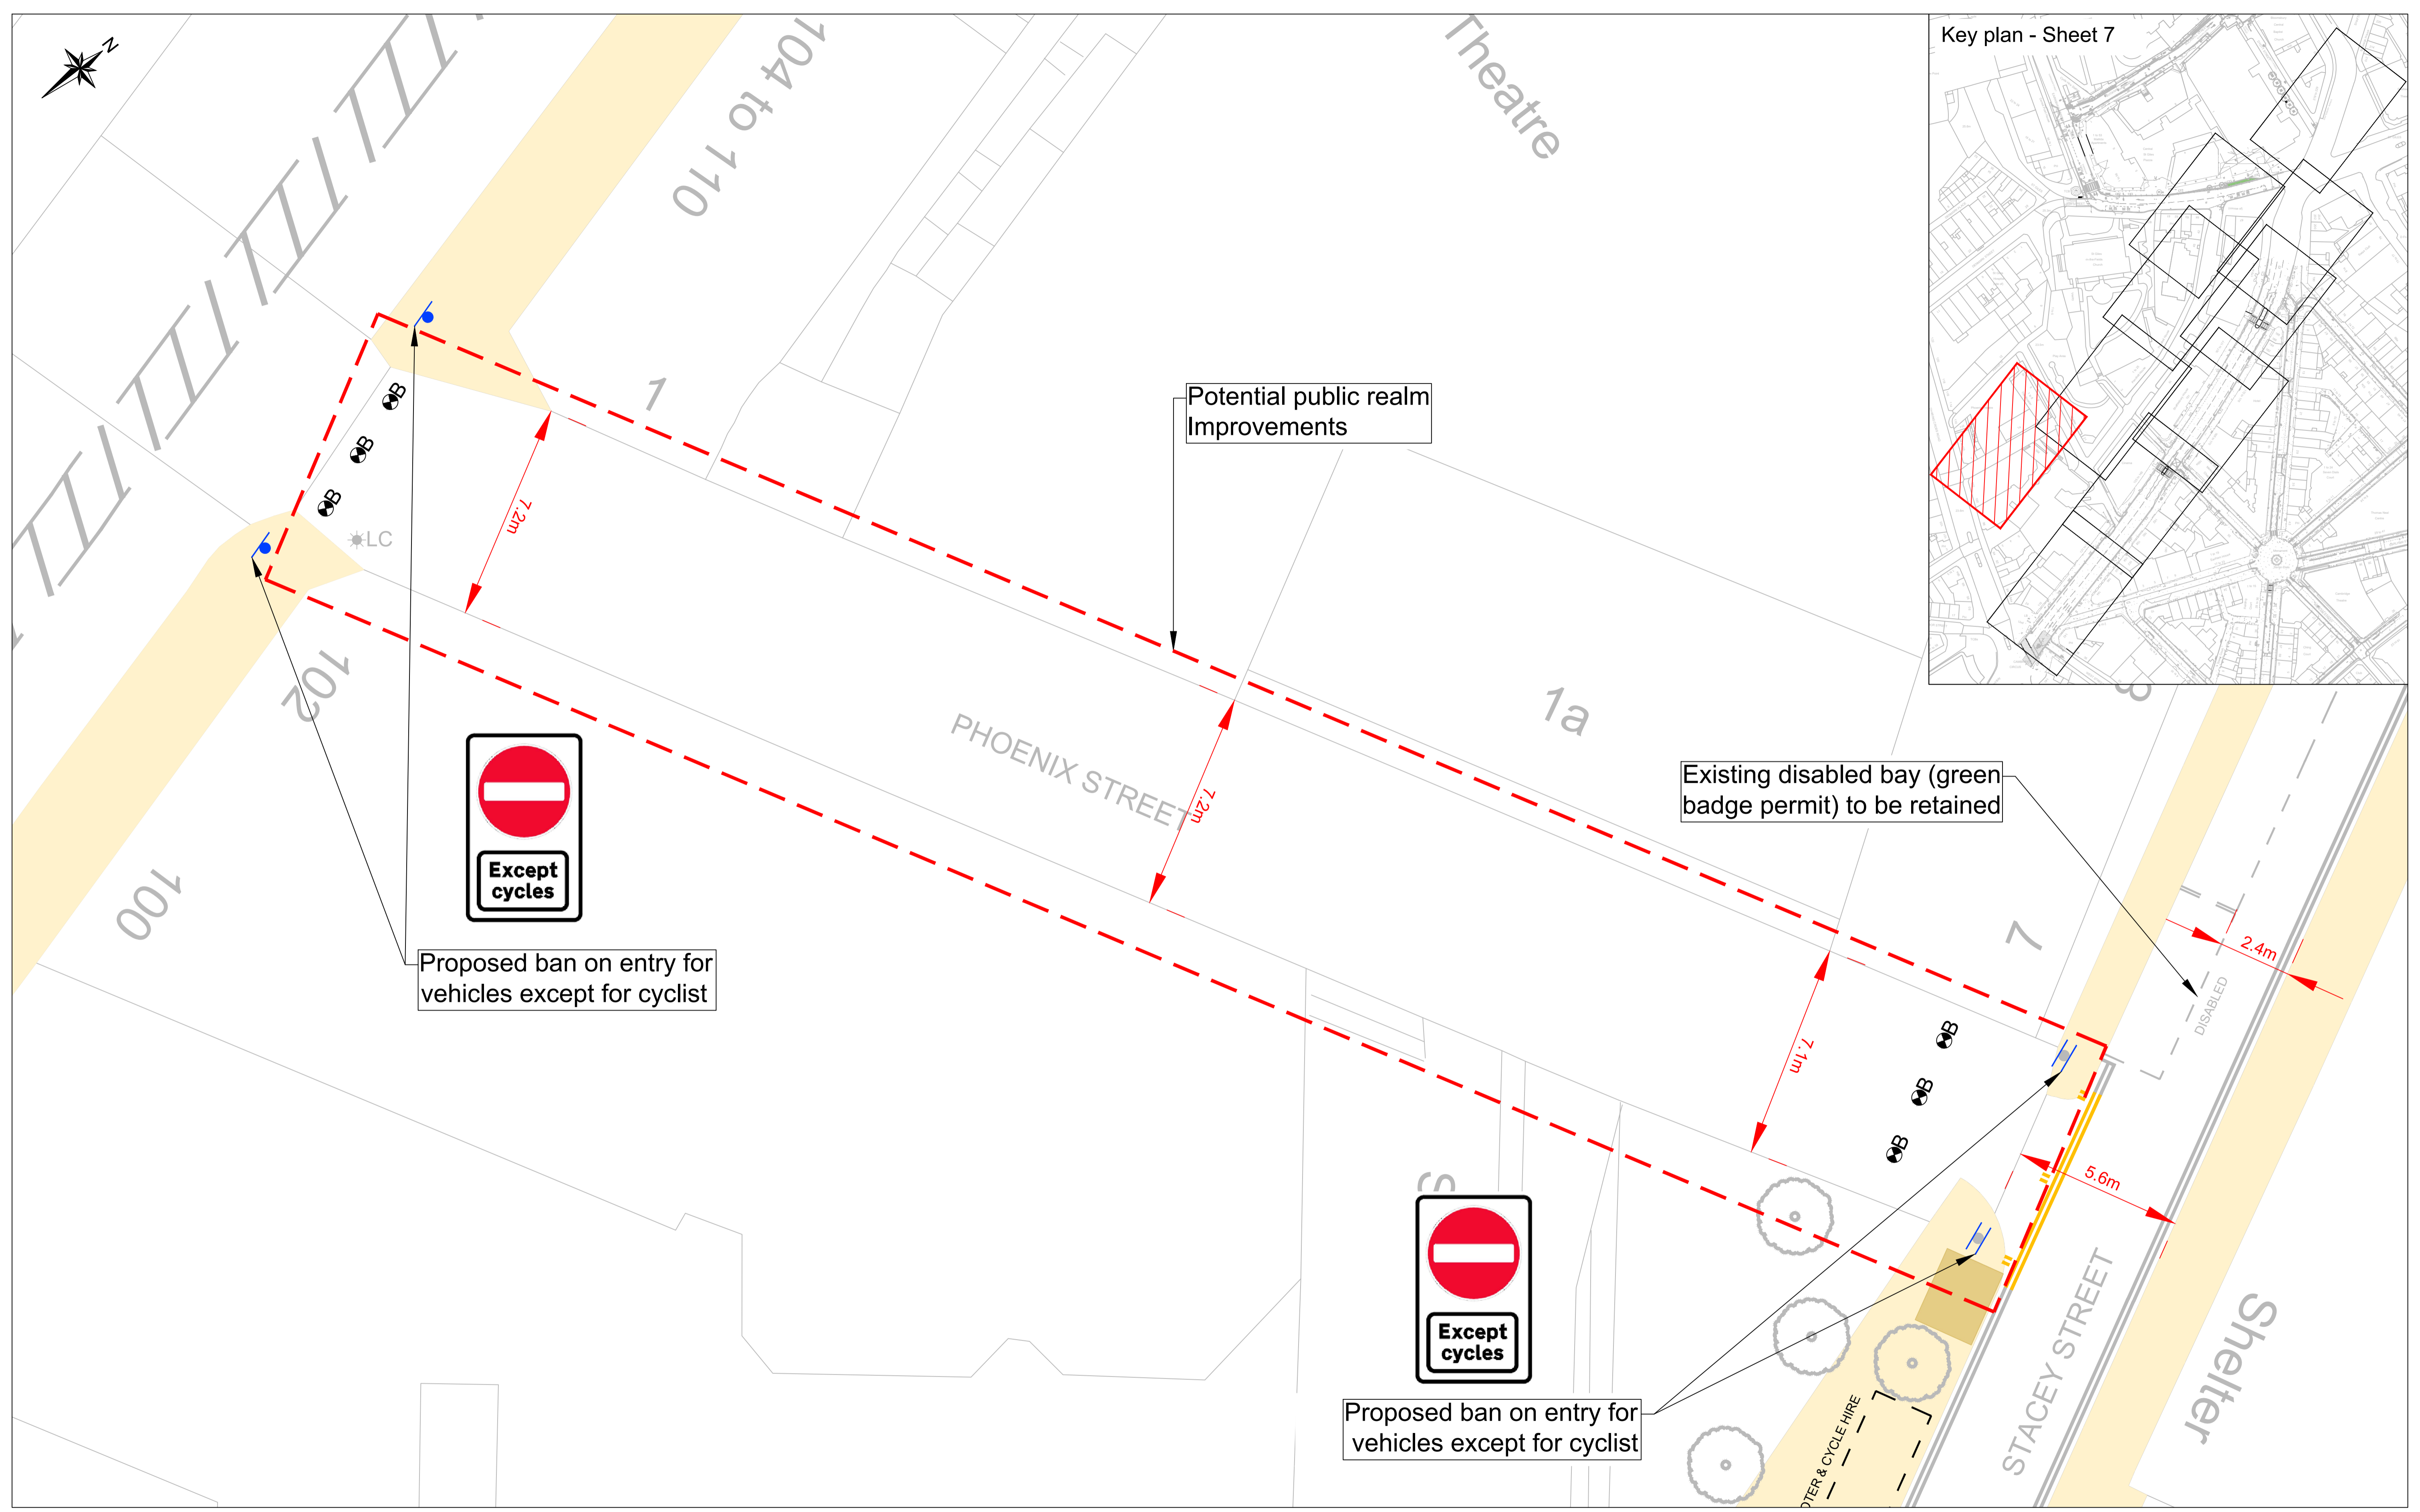 N
104 to 110
Theatre
Key plan - Sheet 7
1
B
B
B
LC
7.2m
Potential public realm
Improvements
102
100
PHOENIX STREET
7.2m
1a
8
Existing disabled bay (green
badge permit) to be retained
Except
cycles
Proposed ban on entry for
vehicles except for cyclist
7
2.4m
DISABLED
7.1m
B
B
B
5.6m
Except
cycles
Proposed ban on entry for
vehicles except for cyclist
& CYCLE HIRE
STACEY STREET
Shelter